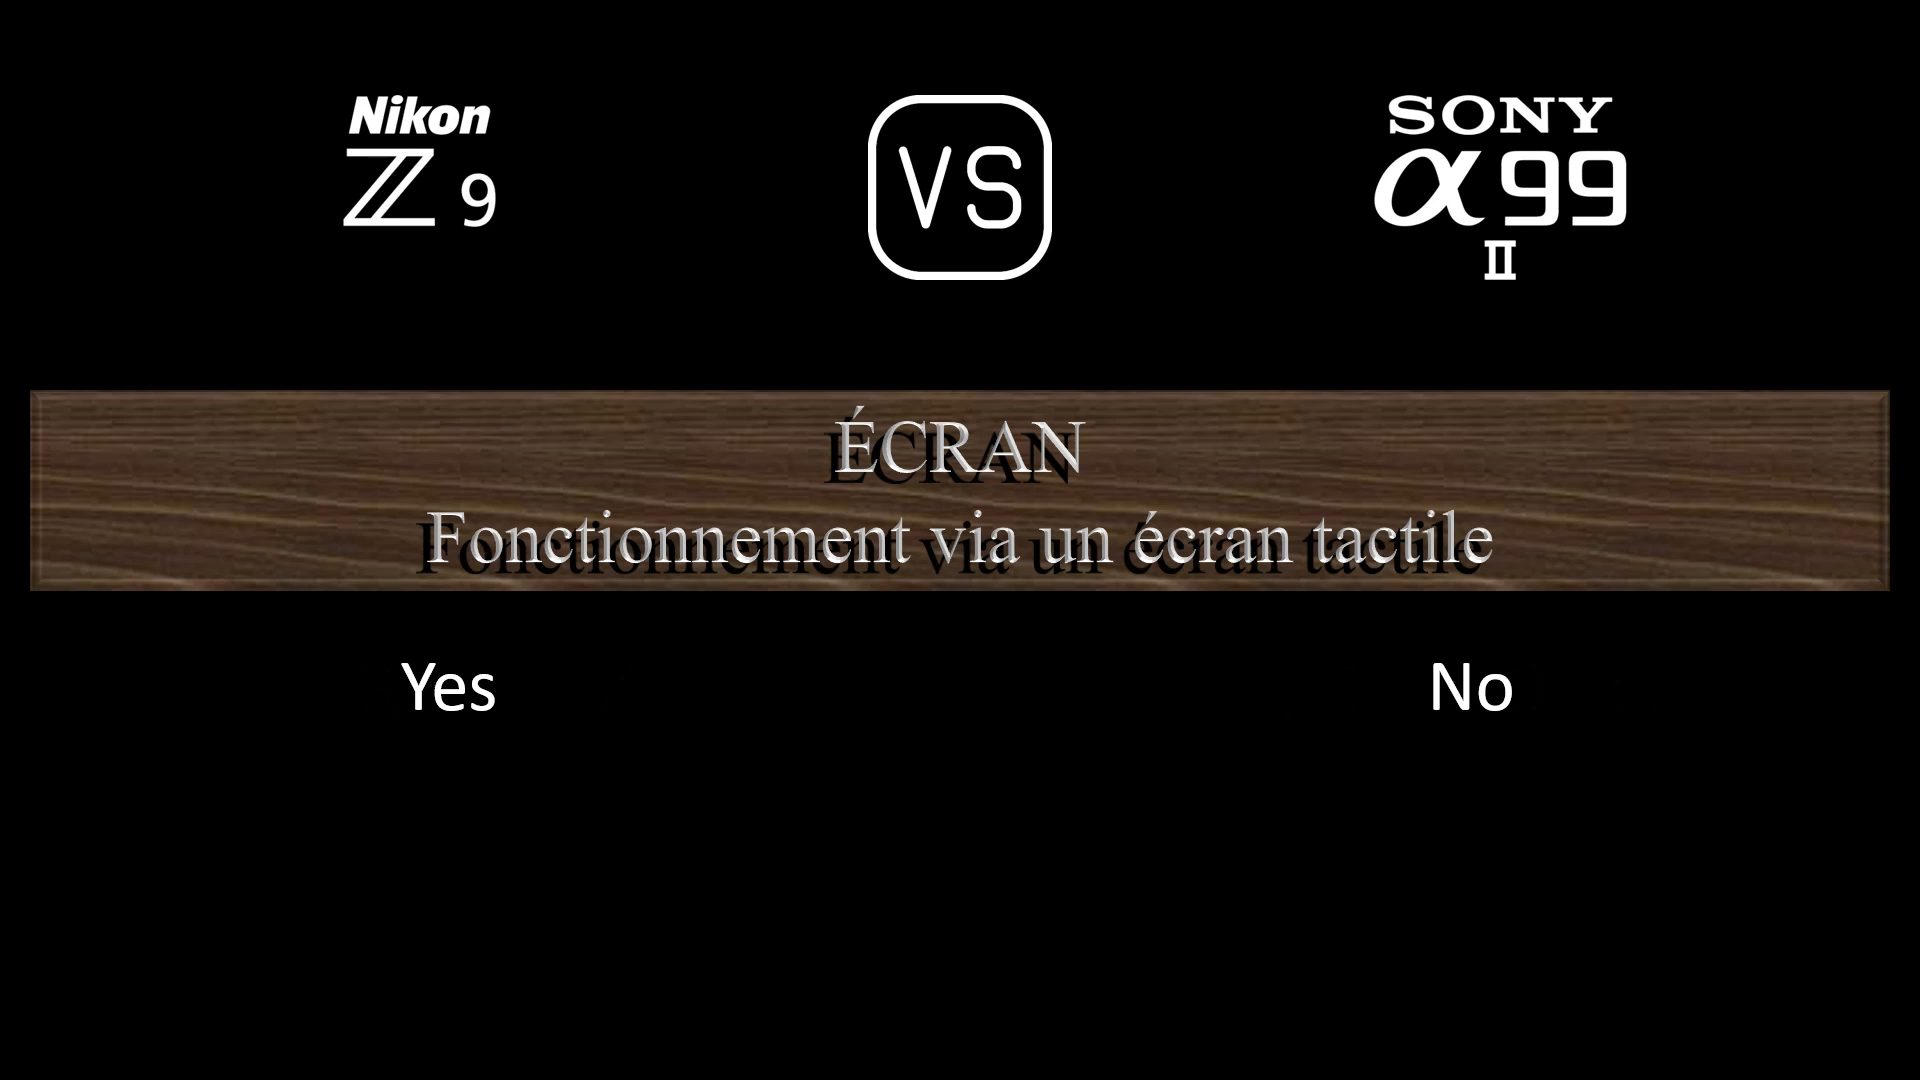 Nikon
Z 9
VS
SONY
α99
II
ÉCRAN
Fonctionnement via un écran tactile
Yes
No